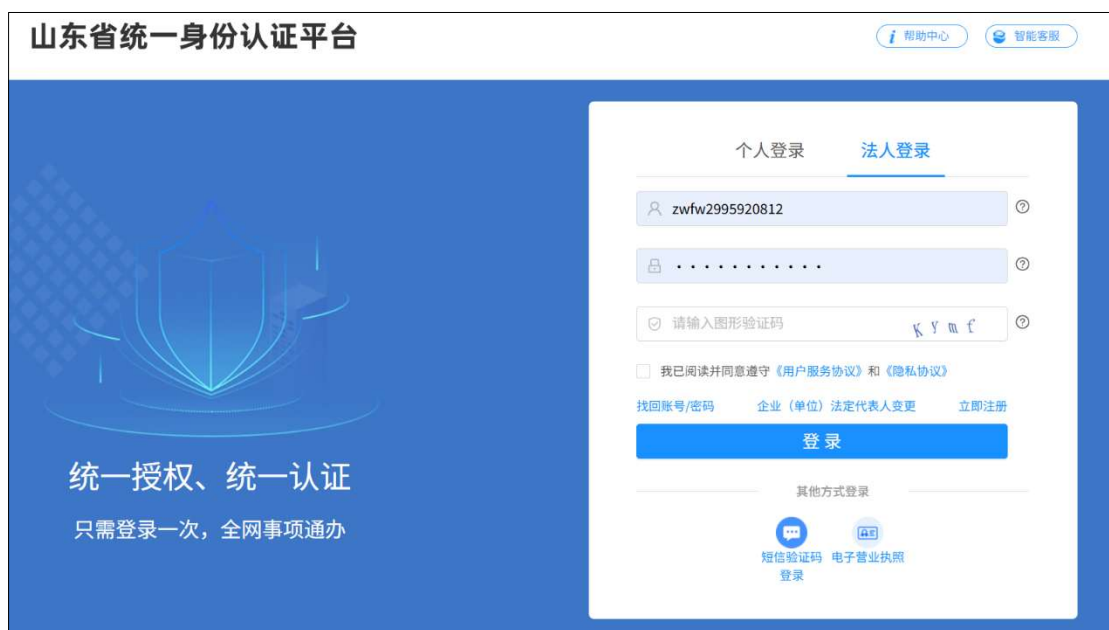 山东省统一身份认证平台
帮助中心 智能客服
个人登录 法人登录
zwfw2995920812
请输入图形验证码 K y m f
我已阅读并同意遵守《用户服务协议》和《隐私协议》
找回账号/密码 企业（单位）法定代表人变更 立即注册
登录
其他方式登录
短信验证码登录 电子营业执照
统一授权、统一认证
只需登录一次，全网事项通办